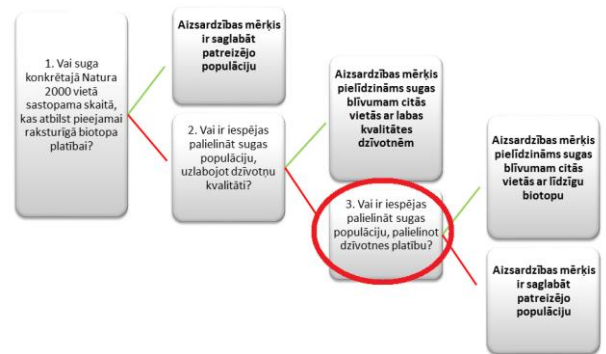 1. Vai suga
konkrētajā Natura
2000 vietā
sastopama skaitā,
kas atbilst pieejamai
raksturīgā biotopa
platībai?
Aizsardzības mērķis
ir saglabāt
patreizējo
populāciju
2. Vai ir iespējas
palielināt sugas
populāciju,
uzlabojot dzīvotņu
kvalitāti?
Aizsardzības mērķis
pielīdzināms sugas
blīvumam citās
vietās ar labas
kvalitātes
dzīvotnēm
3. Vai ir iespējas
palielināt sugas
populāciju, palielinot
dzīvotnes platību?
Aizsardzības mērķis
pielīdzināms sugas
blīvumam citās
vietās ar līdzīgu
biotopu
Aizsardzības mērķis
ir saglabāt
patreizējo
populāciju